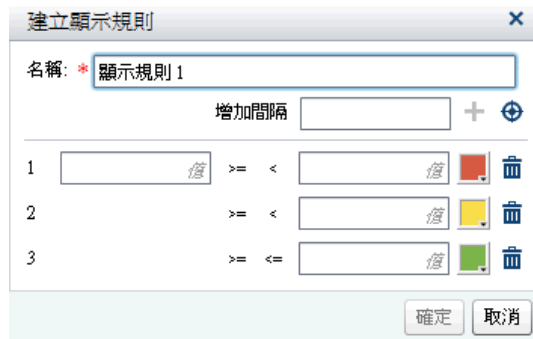 建立顯示規則
名稱: * 顯示規則 1
增加間隔
1 值 >= < 值
2 >= < 值
3 >= <= 值
確定 取消